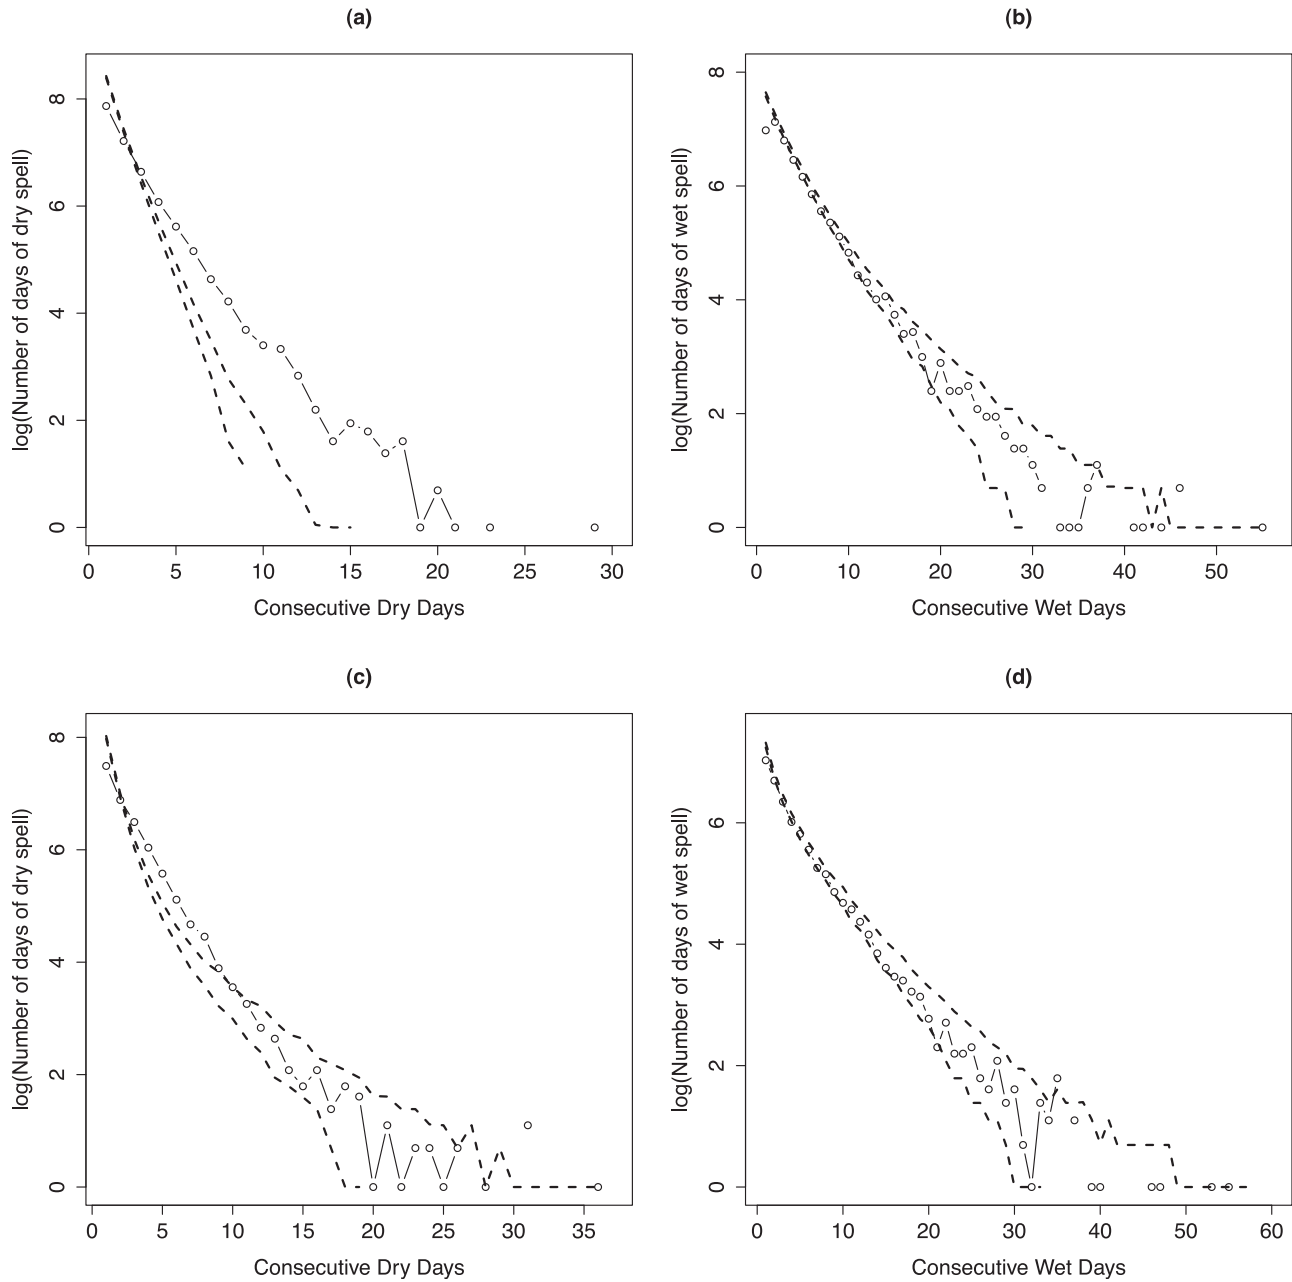 (a)
log(Number of days of dry spell)
8
6
4
2
0
0 5 10 15 20 25 30
Consecutive Dry Days
(b)
log(Number of days of wet spell)
8
6
4
2
0
0 10 20 30 40 50
Consecutive Wet Days
(c)
log(Number of days of dry spell)
8
6
4
2
0
0 5 10 15 20 25 30 35
Consecutive Dry Days
(d)
log(Number of days of wet spell)
6
4
2
0
0 10 20 30 40 50 60
Consecutive Wet Days